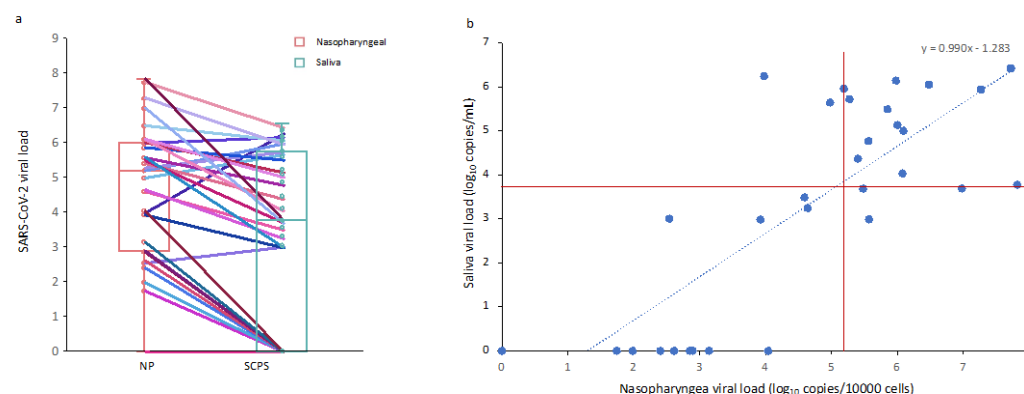 a
SARS-CoV-2 viral load
9
8
7
6
5
4
3
2
1
0
NP
SCPS
Nasopharyngeal
Saliva
b
Saliva viral load (log10 copies/mL)
7
6
5
4
3
2
1
0
y = 0.990x - 1.283
0 1 2 3 4 5 6 7
Nasopharyngea viral load (log10 copies/10000 cells)